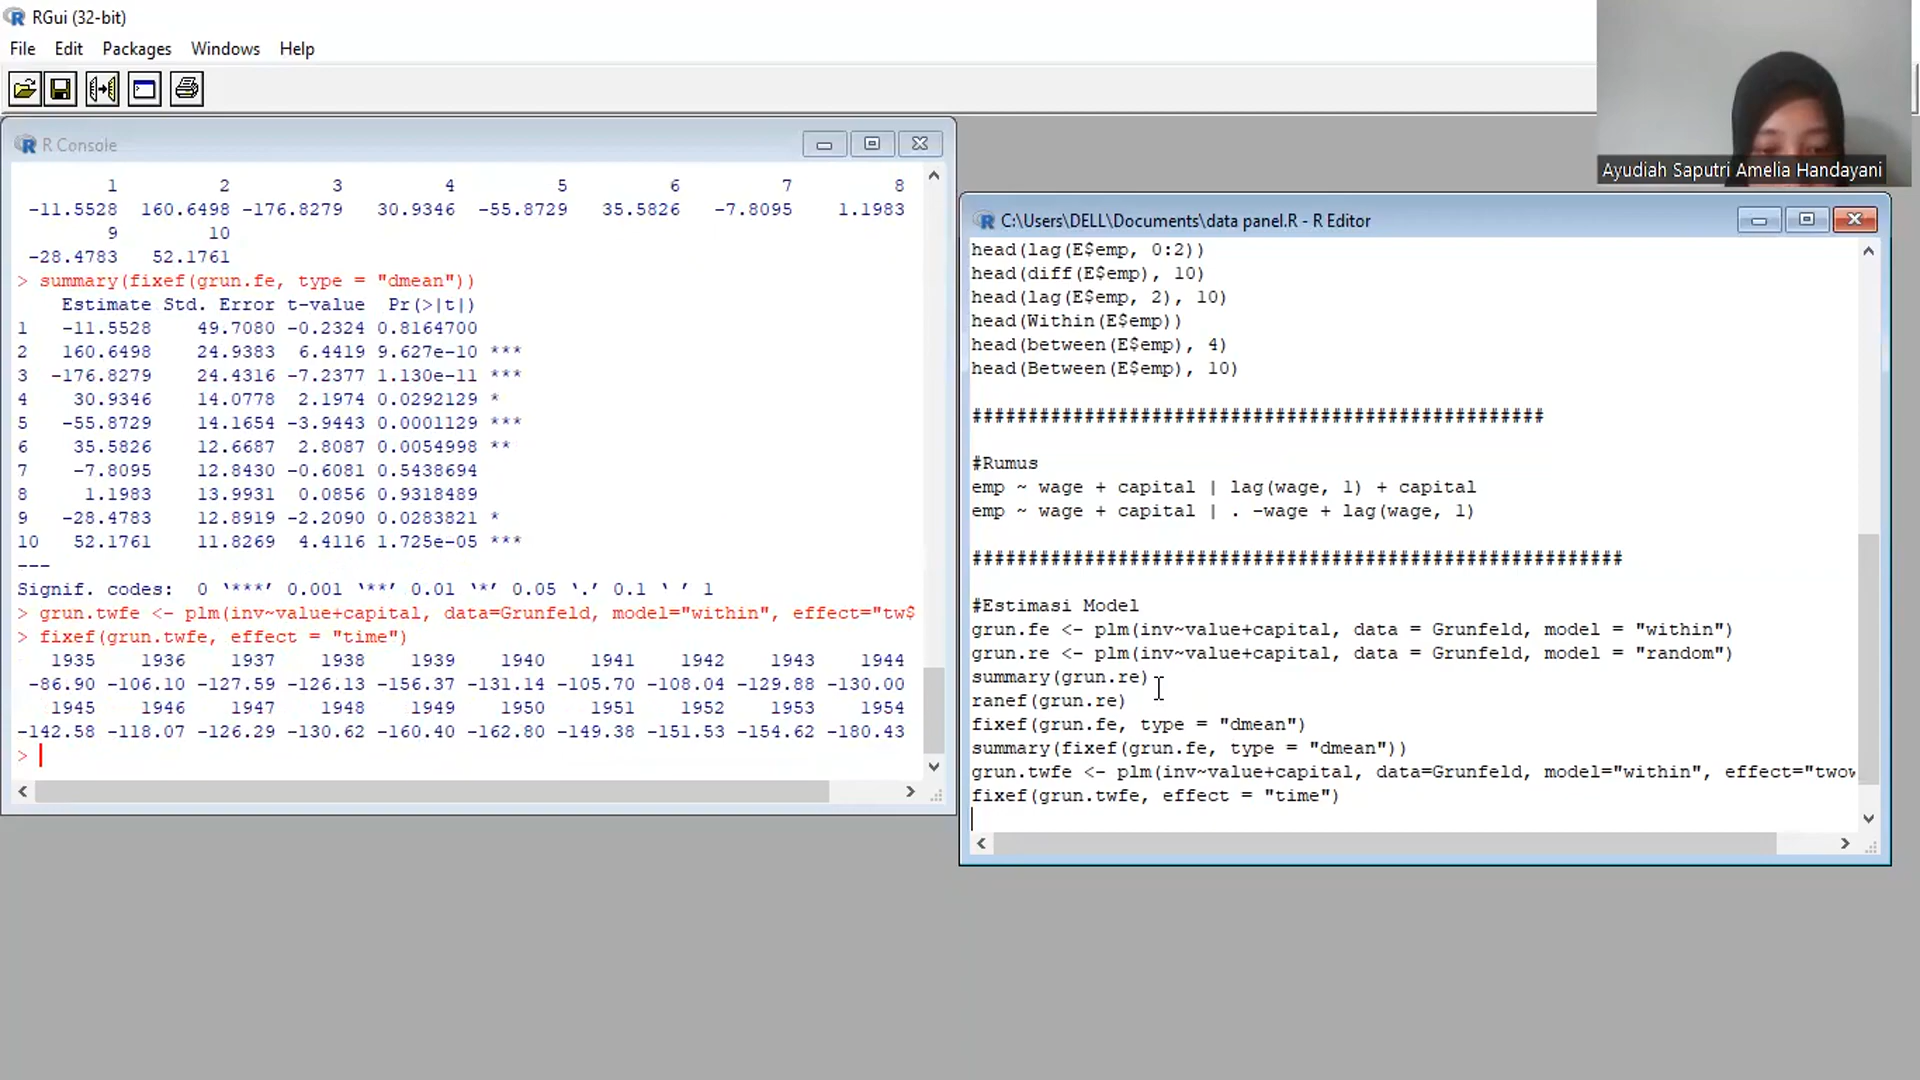 RGui (32-bit)
File Edit Packages Windows Help
R Console
1 2 3 4 5 6 7 8
-11.5528 160.6498 -176.8279 30.9346 -55.8729 35.5826 -7.8095 1.1983
9 10
-28.4783 52.1761
> summary(fixef(grun.fe, type = "dmean"))
Estimate Std. Error t-value Pr(>|t|)
1 -11.5528 49.7080 -0.2324 0.8164700
2 160.6498 24.9383 6.4419 9.627e-10 ***
3 -176.8279 24.4316 -7.2377 1.130e-11 ***
4 30.9346 14.0778 2.1974 0.0292129 *
5 -55.8729 14.1654 -3.9443 0.0001129 ***
6 35.5826 12.6687 2.8087 0.0054998 **
7 -7.8095 12.8430 -0.6081 0.5438694
8 1.1983 13.9931 0.0856 0.9318489
9 -28.4783 12.8919 -2.2090 0.0283821 *
10 52.1761 11.8269 4.4116 1.725e-05 ***
---
Signif. codes: 0 ‘***’ 0.001 ‘**’ 0.01 ‘*’ 0.05 ‘.’ 0.1 ‘ ’ 1
> grun.twfe <- plm(inv~value+capital, data=Grunfeld, model="within", effect="tw$
> fixef(grun.twfe, effect = "time")
1935 1936 1937 1938 1939 1940 1941 1942 1943 1944
-86.90 -106.10 -127.59 -126.13 -156.37 -131.14 -105.70 -108.04 -129.88 -130.00
1945 1946 1947 1948 1949 1950 1951 1952 1953 1954
-142.58 -118.07 -126.29 -130.62 -160.40 -162.80 -149.38 -151.53 -154.62 -180.43
>
Ayudiah Saputri Amelia Handayani
C:\Users\DELL\Documents\data panel.R - R Editor
head(lag(E$emp, 0:2))
head(diff(E$emp), 10)
head(lag(E$emp, 2), 10)
head(Within(E$emp))
head(between(E$emp), 4)
head(Between(E$emp), 10)
###################################################
#Rumus
emp ~ wage + capital | lag(wage, 1) + capital
emp ~ wage + capital | . -wage + lag(wage, 1)
##########################################################
#Estimasi Model
grun.fe <- plm(inv~value+capital, data = Grunfeld, model = "within")
grun.re <- plm(inv~value+capital, data = Grunfeld, model = "random")
summary(grun.re)
ranef(grun.re)
fixef(grun.fe, type = "dmean")
summary(fixef(grun.fe, type = "dmean"))
grun.twfe <- plm(inv~value+capital, data=Grunfeld, model="within", effect="twow
fixef(grun.twfe, effect = "time")